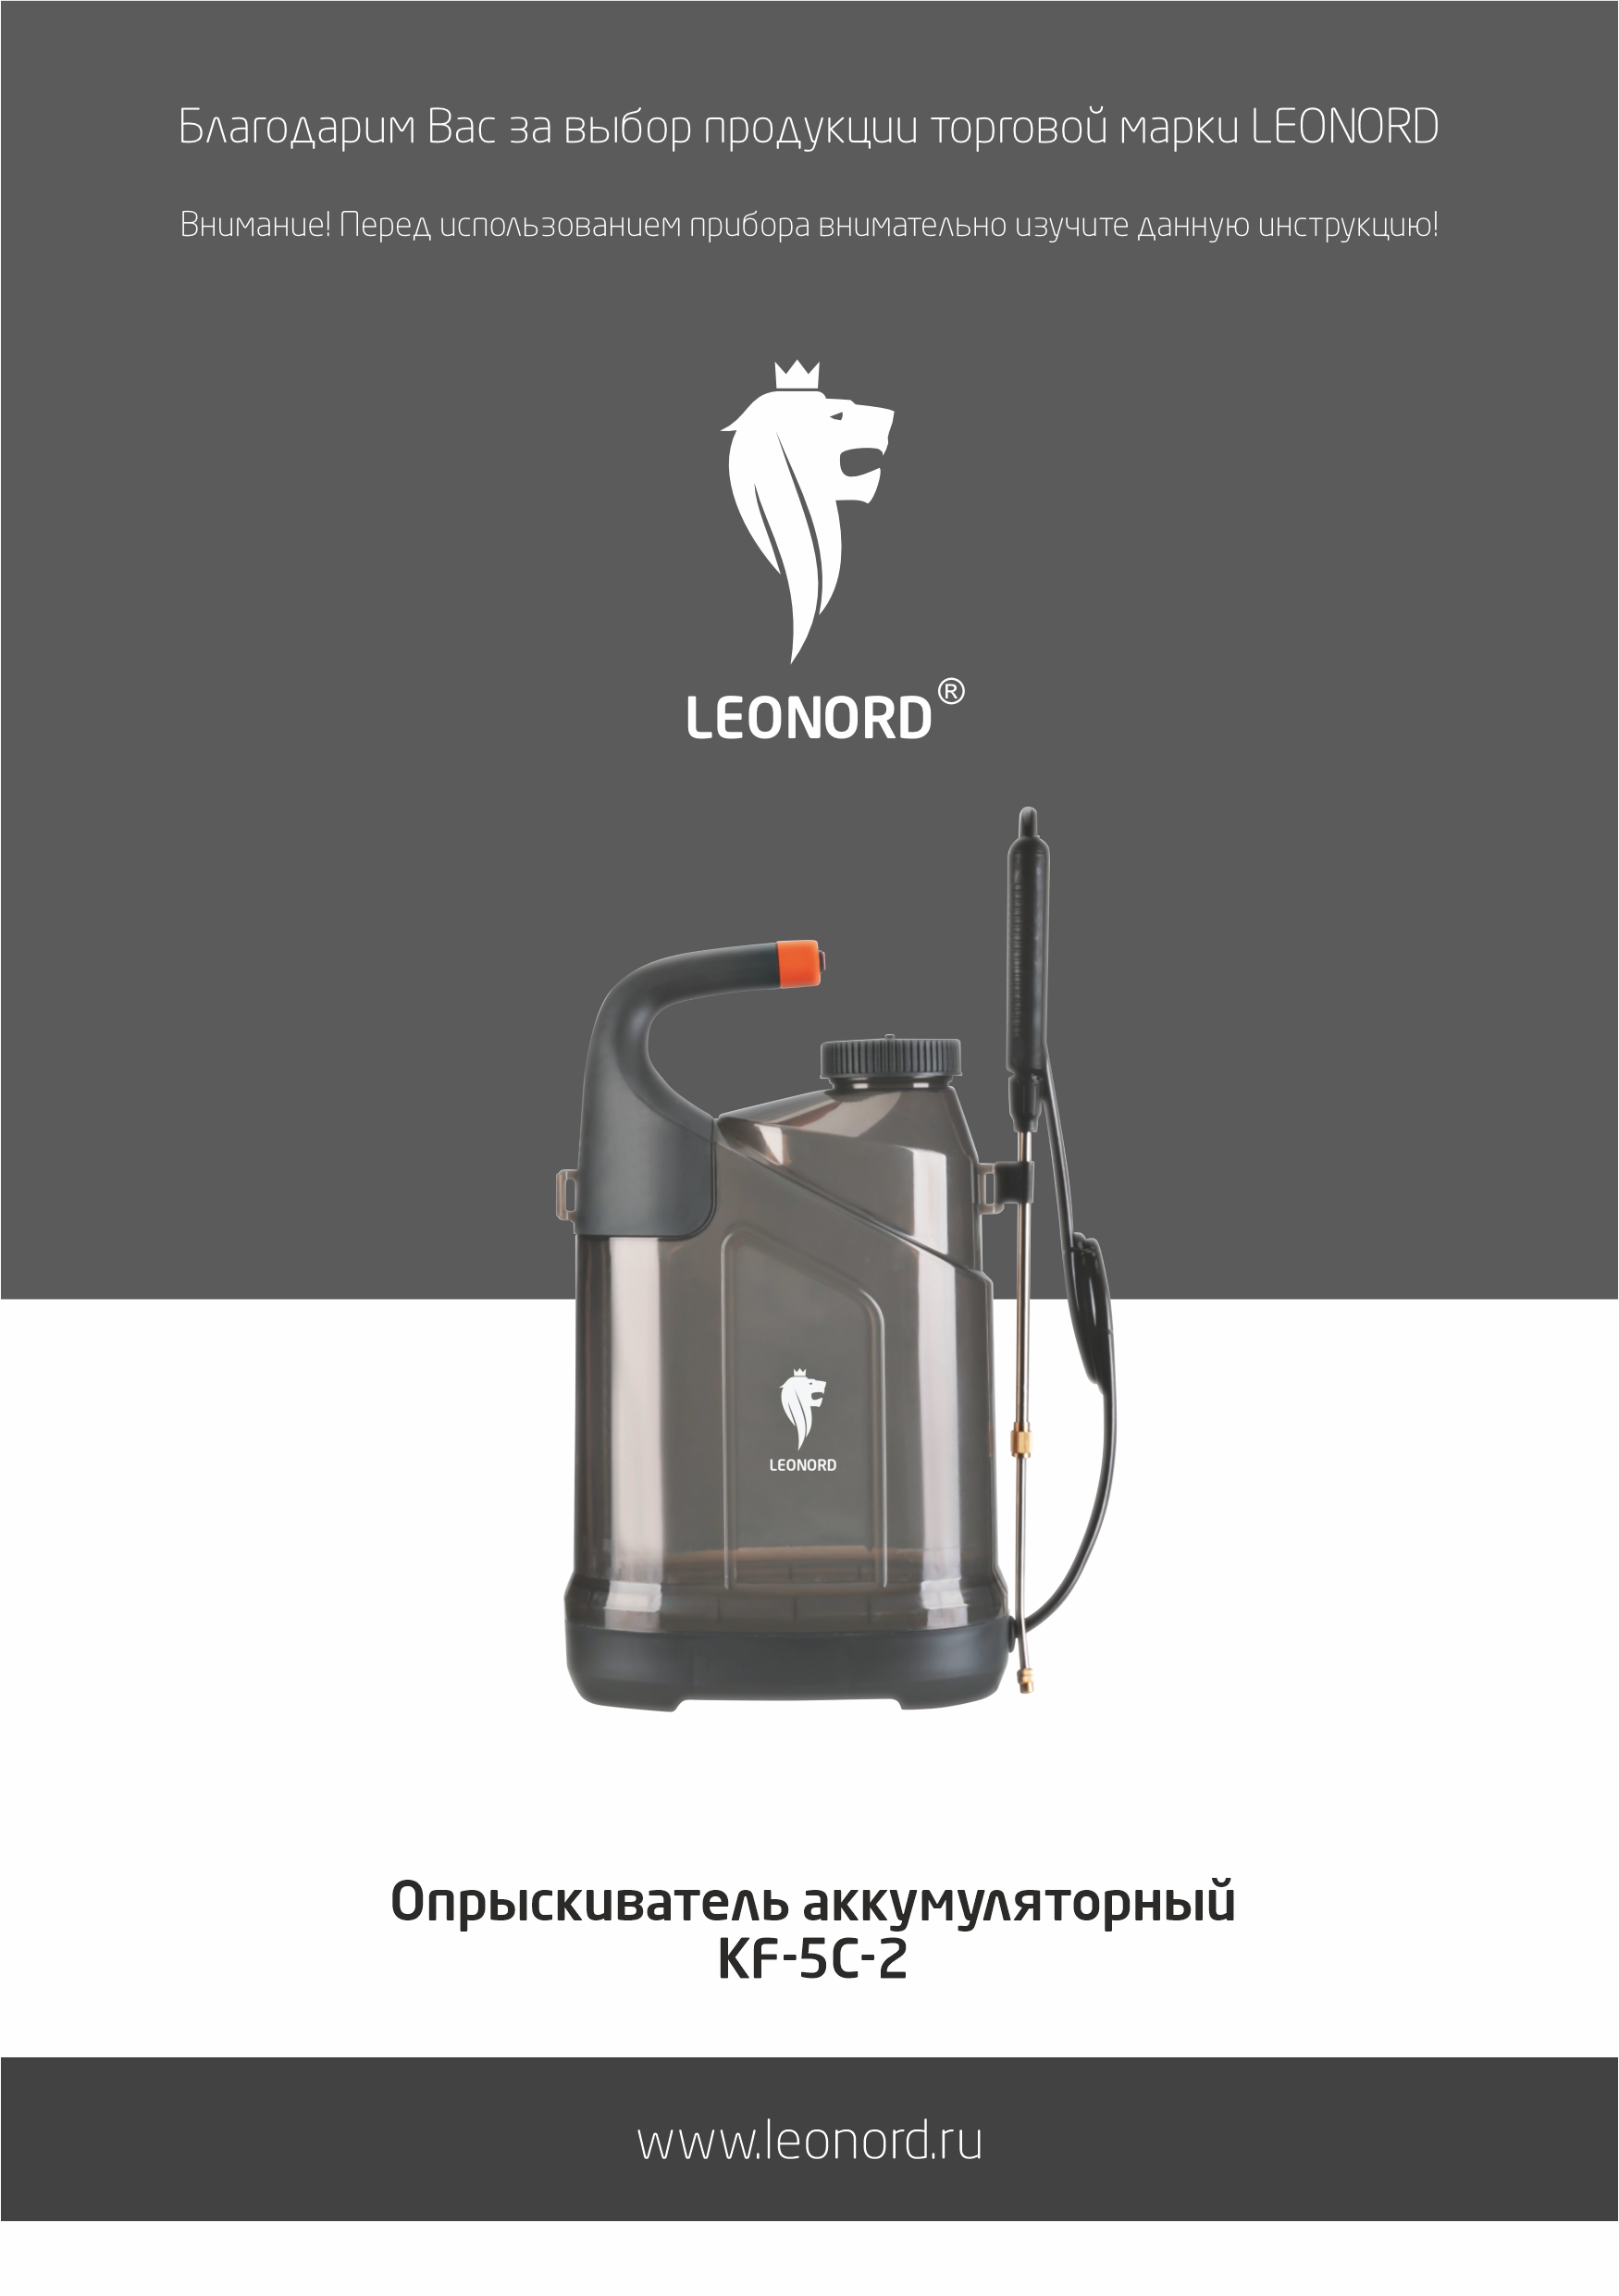 Благодарим Вас за выбор продукции торговой марки LEONORD
Внимание! Перед использованием прибора внимательно изучите данную инструкцию!
LEONORD®
LEONORD
Опрыскиватель аккумуляторный
KF-5C-2
www.leonord.ru